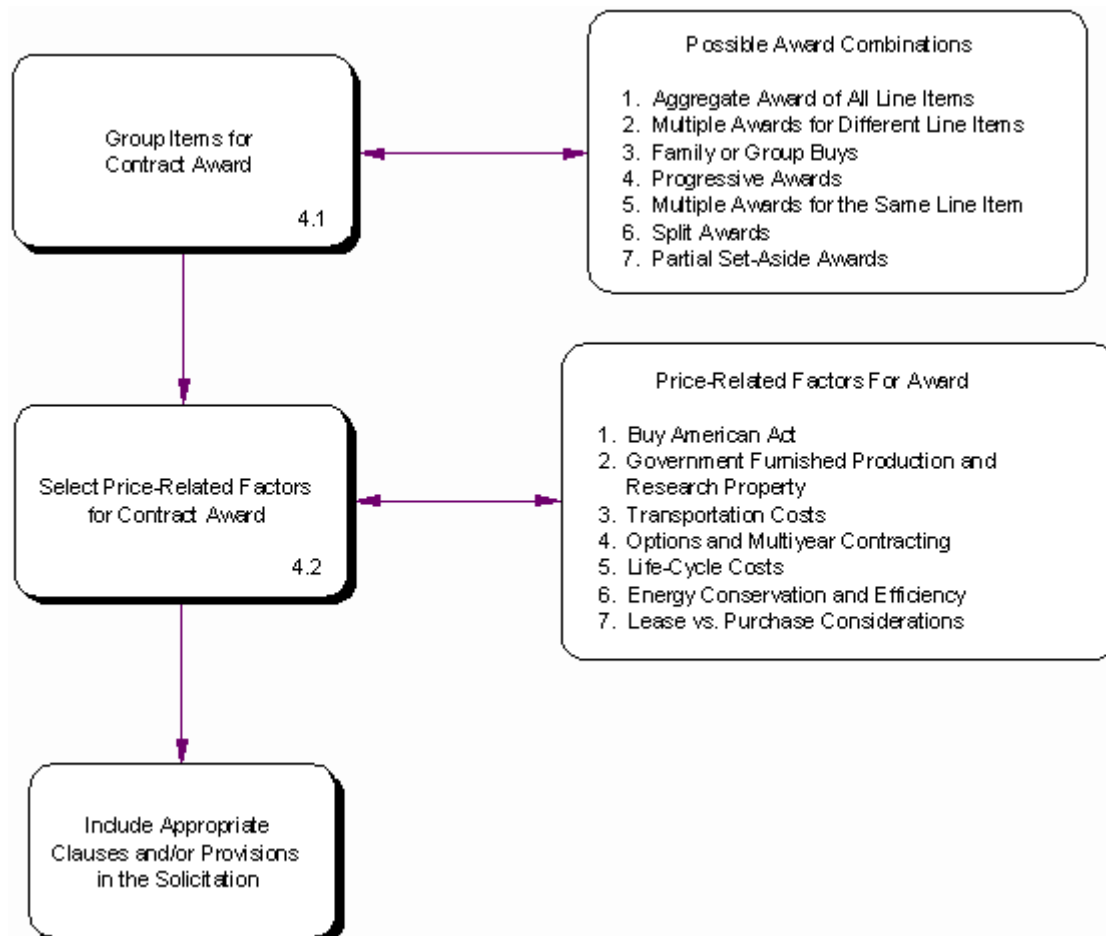 Group Items for
Contract Award
4.1
Possible Award Combinations
1. Aggregate Award of All Line Items
2. Multiple Awards for Different Line Items
3. Family or Group Buys
4. Progressive Awards
5. Multiple Awards for the Same Line Item
6. Split Awards
7. Partial Set-Aside Awards
Select Price-Related Factors
for Contract Award
4.2
Price-Related Factors For Award
1. Buy American Act
2. Government Furnished Production and
Research Property
3. Transportation Costs
4. Options and Multiyear Contracting
5. Life-Cycle Costs
6. Energy Conservation and Efficiency
7. Lease vs. Purchase Considerations
Include Appropriate
Clauses and/or Provisions
in the Solicitation